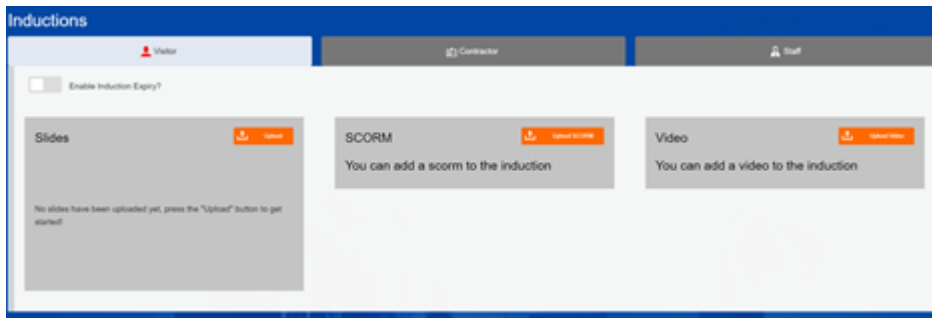 Inductions
Visitor
Contractor
Staff
Enable Induction Expiry?
Slides
Upload
SCORM
Upload SCORM
You can add a scorm to the induction
Video
Upload Video
You can add a video to the induction
No slides have been uploaded yet, press the "Upload" button to get
started!